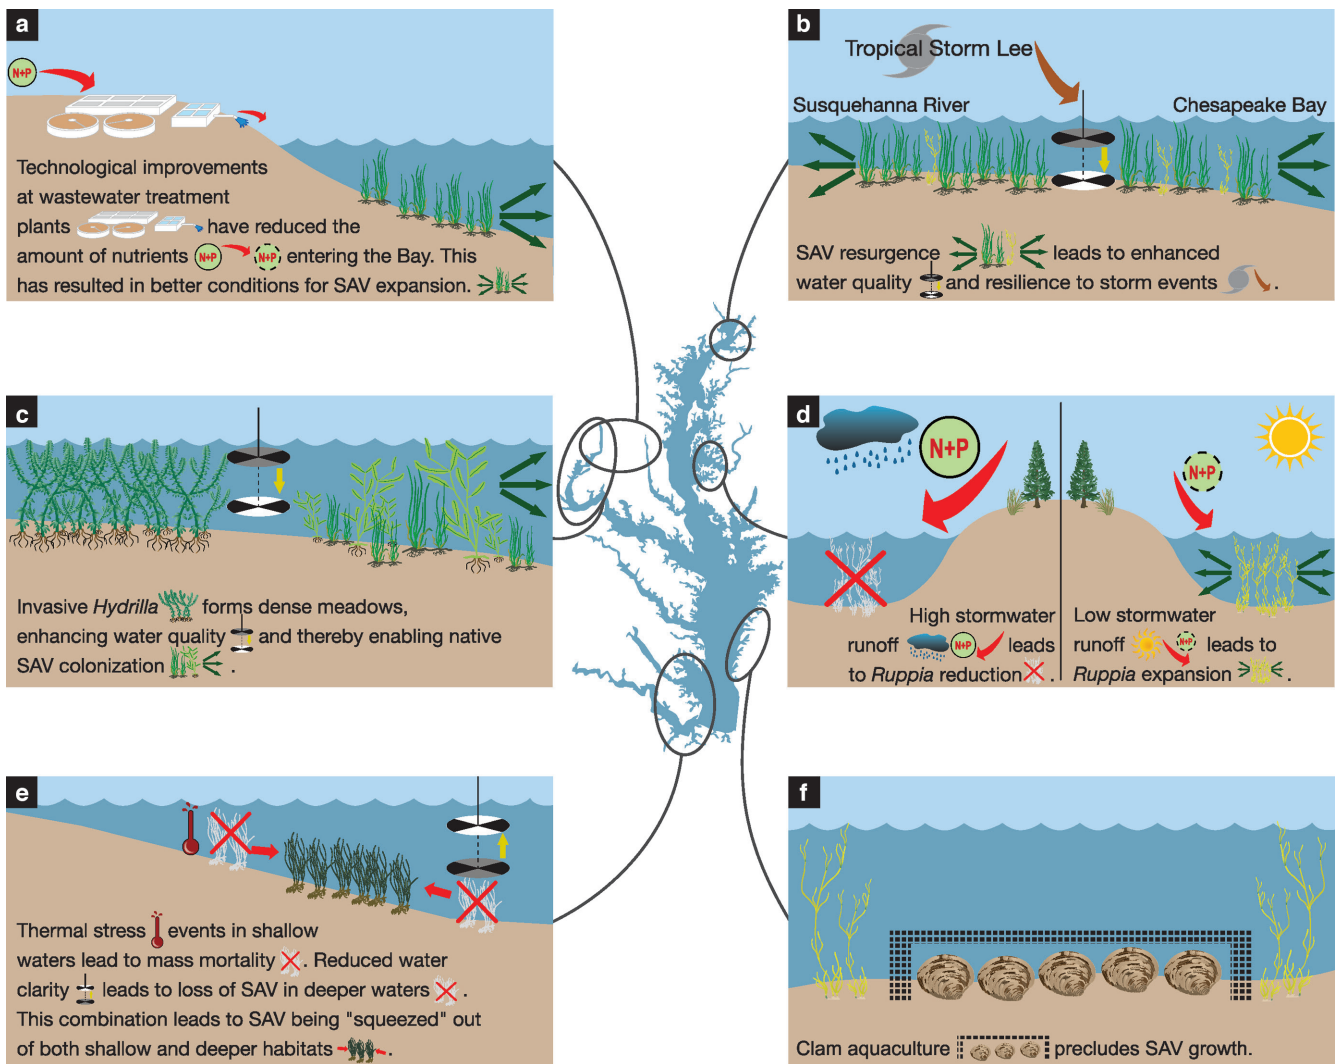 a
N+P
Technological improvements
at wastewater treatment
plants have reduced the
amount of nutrients N+P N+P entering the Bay. This
has resulted in better conditions for SAV expansion.
b
Tropical Storm Lee
Susquehanna River Chesapeake Bay
SAV resurgence leads to enhanced
water quality and resilience to storm events .
c
Invasive Hydrilla forms dense meadows,
enhancing water quality and thereby enabling native
SAV colonization .
d
N+P
N+P
High stormwater
runoff N+P leads
to Ruppia reduction .
Low stormwater
runoff N+P leads to
Ruppia expansion .
e
Thermal stress events in shallow
waters lead to mass mortality . Reduced water
clarity leads to loss of SAV in deeper waters .
This combination leads to SAV being "squeezed" out
of both shallow and deeper habitats .
f
Clam aquaculture precludes SAV growth.